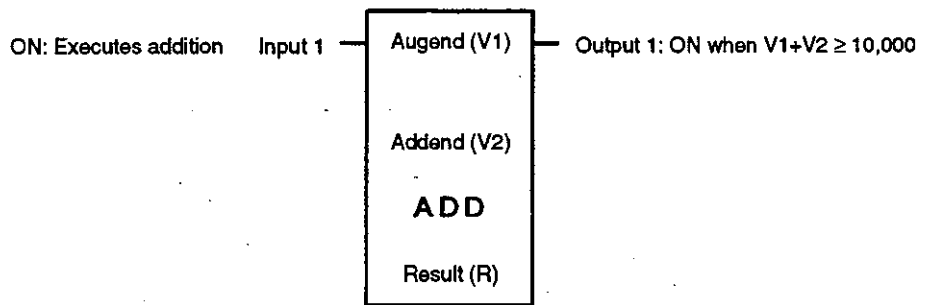 ON: Executes addition Input 1 Augend (V1) Output 1: ON when V1+V2 ≥ 10,000
Addend (V2)
ADD
Result (R)